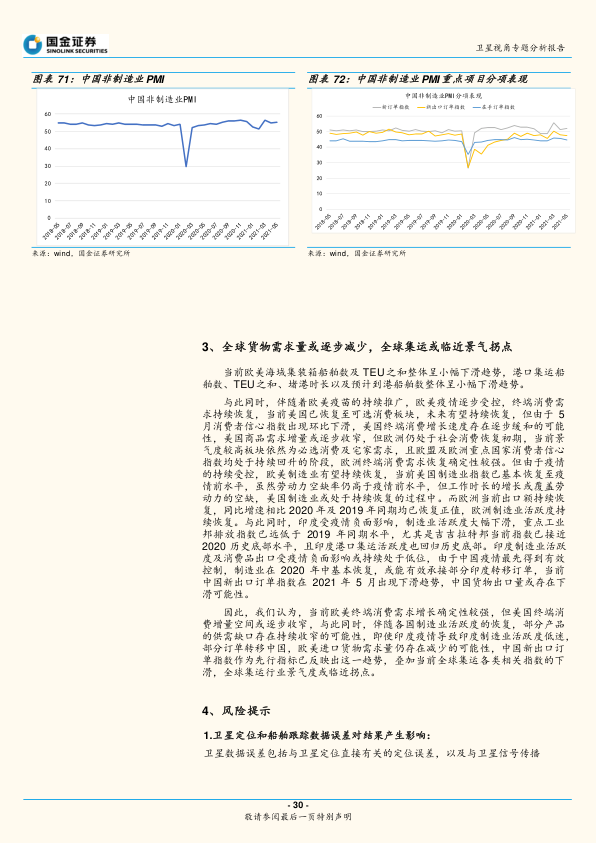 国金证券
SINOLINK SECURITIES
卫星视角专题分析报告
图表 71：中国非制造业 PMI
中国非制造业PMI
60
50
40
30
20
10
0
2018-05
2018-07
2018-09
2018-11
2019-01
2019-03
2019-05
2019-07
2019-09
2019-11
2020-01
2020-03
2020-05
2020-07
2020-09
2020-11
2021-01
2021-03
2021-05
来源：wind，国金证券研究所
图表 72：中国非制造业 PMI 重点项目分项表现
中国非制造业PMI分项表现
新订单指数 新出口订单指数 在手订单指数
60
50
40
30
20
10
0
2018-05
2018-07
2018-09
2018-11
2019-01
2019-03
2019-05
2019-07
2019-09
2019-11
2020-01
2020-03
2020-05
2020-07
2020-09
2020-11
2021-01
2021-03
2021-05
来源：wind，国金证券研究所
3、全球货物需求量或逐步减少，全球集运或临近景气拐点
当前欧美海域集装箱船舶数及 TEU 之和整体呈小幅下滑趋势，港口集运船
舶数、TEU 之和、堵港时长以及预计到港船舶数整体呈小幅下滑趋势。
与此同时，伴随着欧美疫苗的持续推广，欧美疫情逐步受控，终端消费需
求持续恢复，当前美国已恢复至可选消费板块，未来有望持续恢复，但由于 5
月消费者信心指数出现环比下滑，美国终端消费增长速度存在逐步缓和的可能
性，美国商品需求增量或逐步收窄，但欧洲仍处于社会消费恢复初期，当前景
气度较高板块依然为必选消费及宅家需求，且欧盟及欧洲重点国家消费者信心
指数均处于持续回升的阶段，欧洲终端消费需求恢复确定性较强。但由于疫情
的持续受控，欧美制造业有望持续恢复，当前美国制造业指数已基本恢复至疫
情前水平，虽然劳动力空缺率仍高于疫情前水平，但工作时长的增长或覆盖劳
动力的空缺，美国制造业或处于持续恢复的过程中。而欧洲当前出口额持续恢
复，同比增速相比 2020 年及 2019 年同期均已恢复正值，欧洲制造业活跃度持
续恢复。与此同时，印度受疫情负面影响，制造业活跃度大幅下滑，重点工业
邦排放指数已远低于 2019 年同期水平，尤其是吉吉拉特邦当前指数已接近
2020 历史底部水平，且印度港口集运活跃度也回归历史底部。印度制造业活跃
度及消费品出口受疫情负面影响或持续处于低位，由于中国疫情最先得到有效
控制，制造业在 2020 年中基本恢复，或能有效承接部分印度转移订单，当前
中国新出口订单指数在 2021 年 5 月出现下滑趋势，中国货物出口量或存在下
滑可能性。
因此，我们认为，当前欧美终端消费需求增长确定性较强，但美国终端消
费增量空间或逐步收窄，与此同时，伴随各国制造业活跃度的恢复，部分产品
的供需缺口存在持续收窄的可能性，即使印度疫情导致印度制造业活跃度低迷，
部分订单转移中国，欧美进口货物需求量仍存在减少的可能性，中国新出口订
单指数作为先行指标已反映出这一趋势，叠加当前全球集运各类相关指数的下
滑，全球集运行业景气度或临近拐点。
4、风险提示
1.卫星定位和船舶跟踪数据误差对结果产生影响：
卫星数据误差包括与卫星定位直接有关的定位误差，以及与卫星信号传播
- 30 -
敬请参阅最后一页特别声明